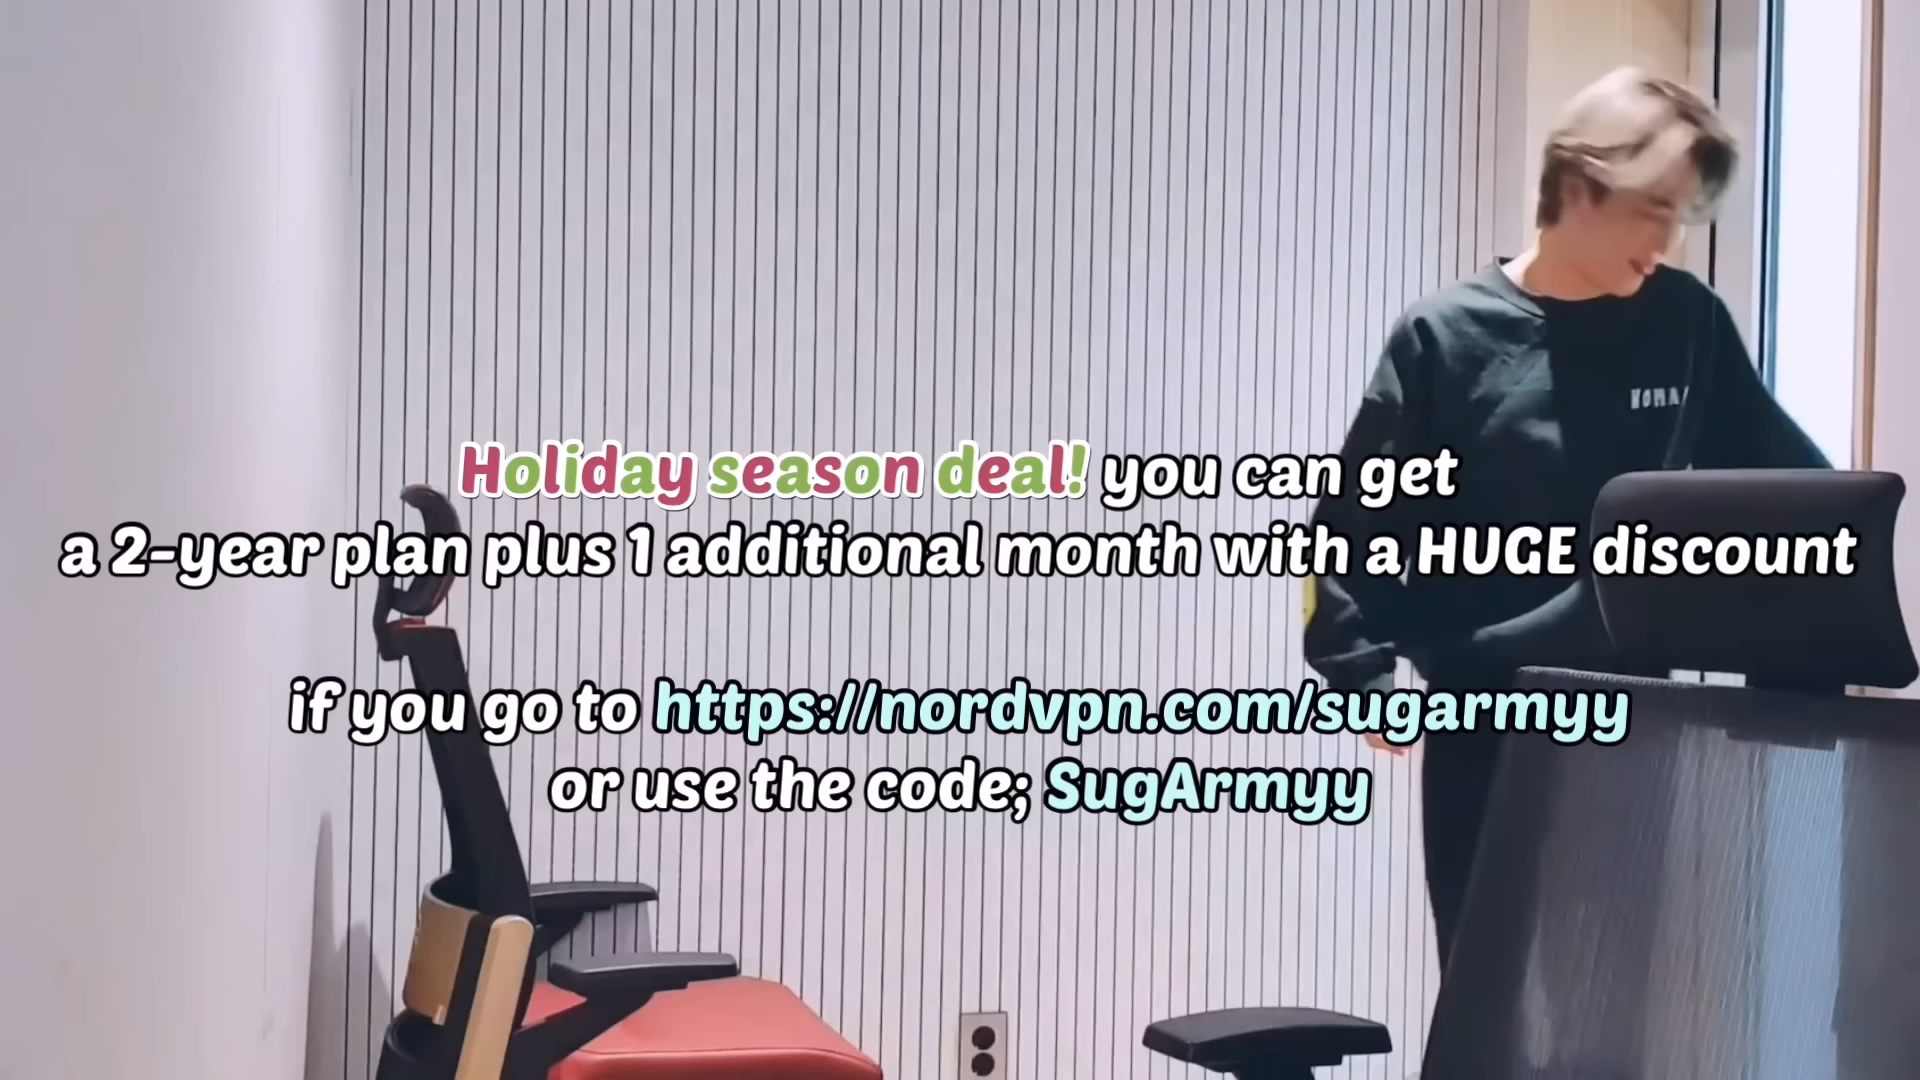 Holiday season deal! you can get
a 2-year plan plus 1 additional month with a HUGE discount
if you go to https://nordvpn.com/sugarmyy
or use the code; SugArmyy